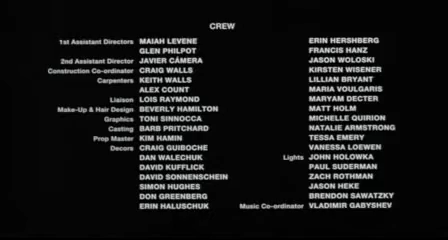 CREW
1st Assistant Directors MAIAH LEVENE
GLEN PHILPOT
2nd Assistant Director JAVIER CÁMERA
Construction Co-ordinator CRAIG WALLS
Carpenters KEITH WALLS
ALEX COUNT
Liaison LOIS RAYMOND
Make-Up & Hair Design BEVERLY HAMILTON
Graphics TONI SINNOCCA
Casting BARB PRITCHARD
Prop Master KIM HAMIN
Decors CRAIG GUIBOCHE
DAN WALECHUK
DAVID KUFFLICK
DAVID SONNENSCHEIN
SIMON HUGHES
DON GREENBERG
ERIN HALUSCHUK
ERIN HERSHBERG
FRANCIS HANZ
JASON WOLOSKI
KIRSTEN WISENER
LILLIAN BRYANT
MARIA VOULGARIS
MARYAM DECTER
MATT HOLM
MICHELLE QUIRION
NATALIE ARMSTRONG
TESSA EMERY
VANESSA LOEWEN
Lights JOHN HOLOWKA
PAUL SUDERMAN
ZACH ROTHMAN
JASON HEKE
BRENDON SAWATZKY
Music Co-ordinator VLADIMIR GABYSHEV